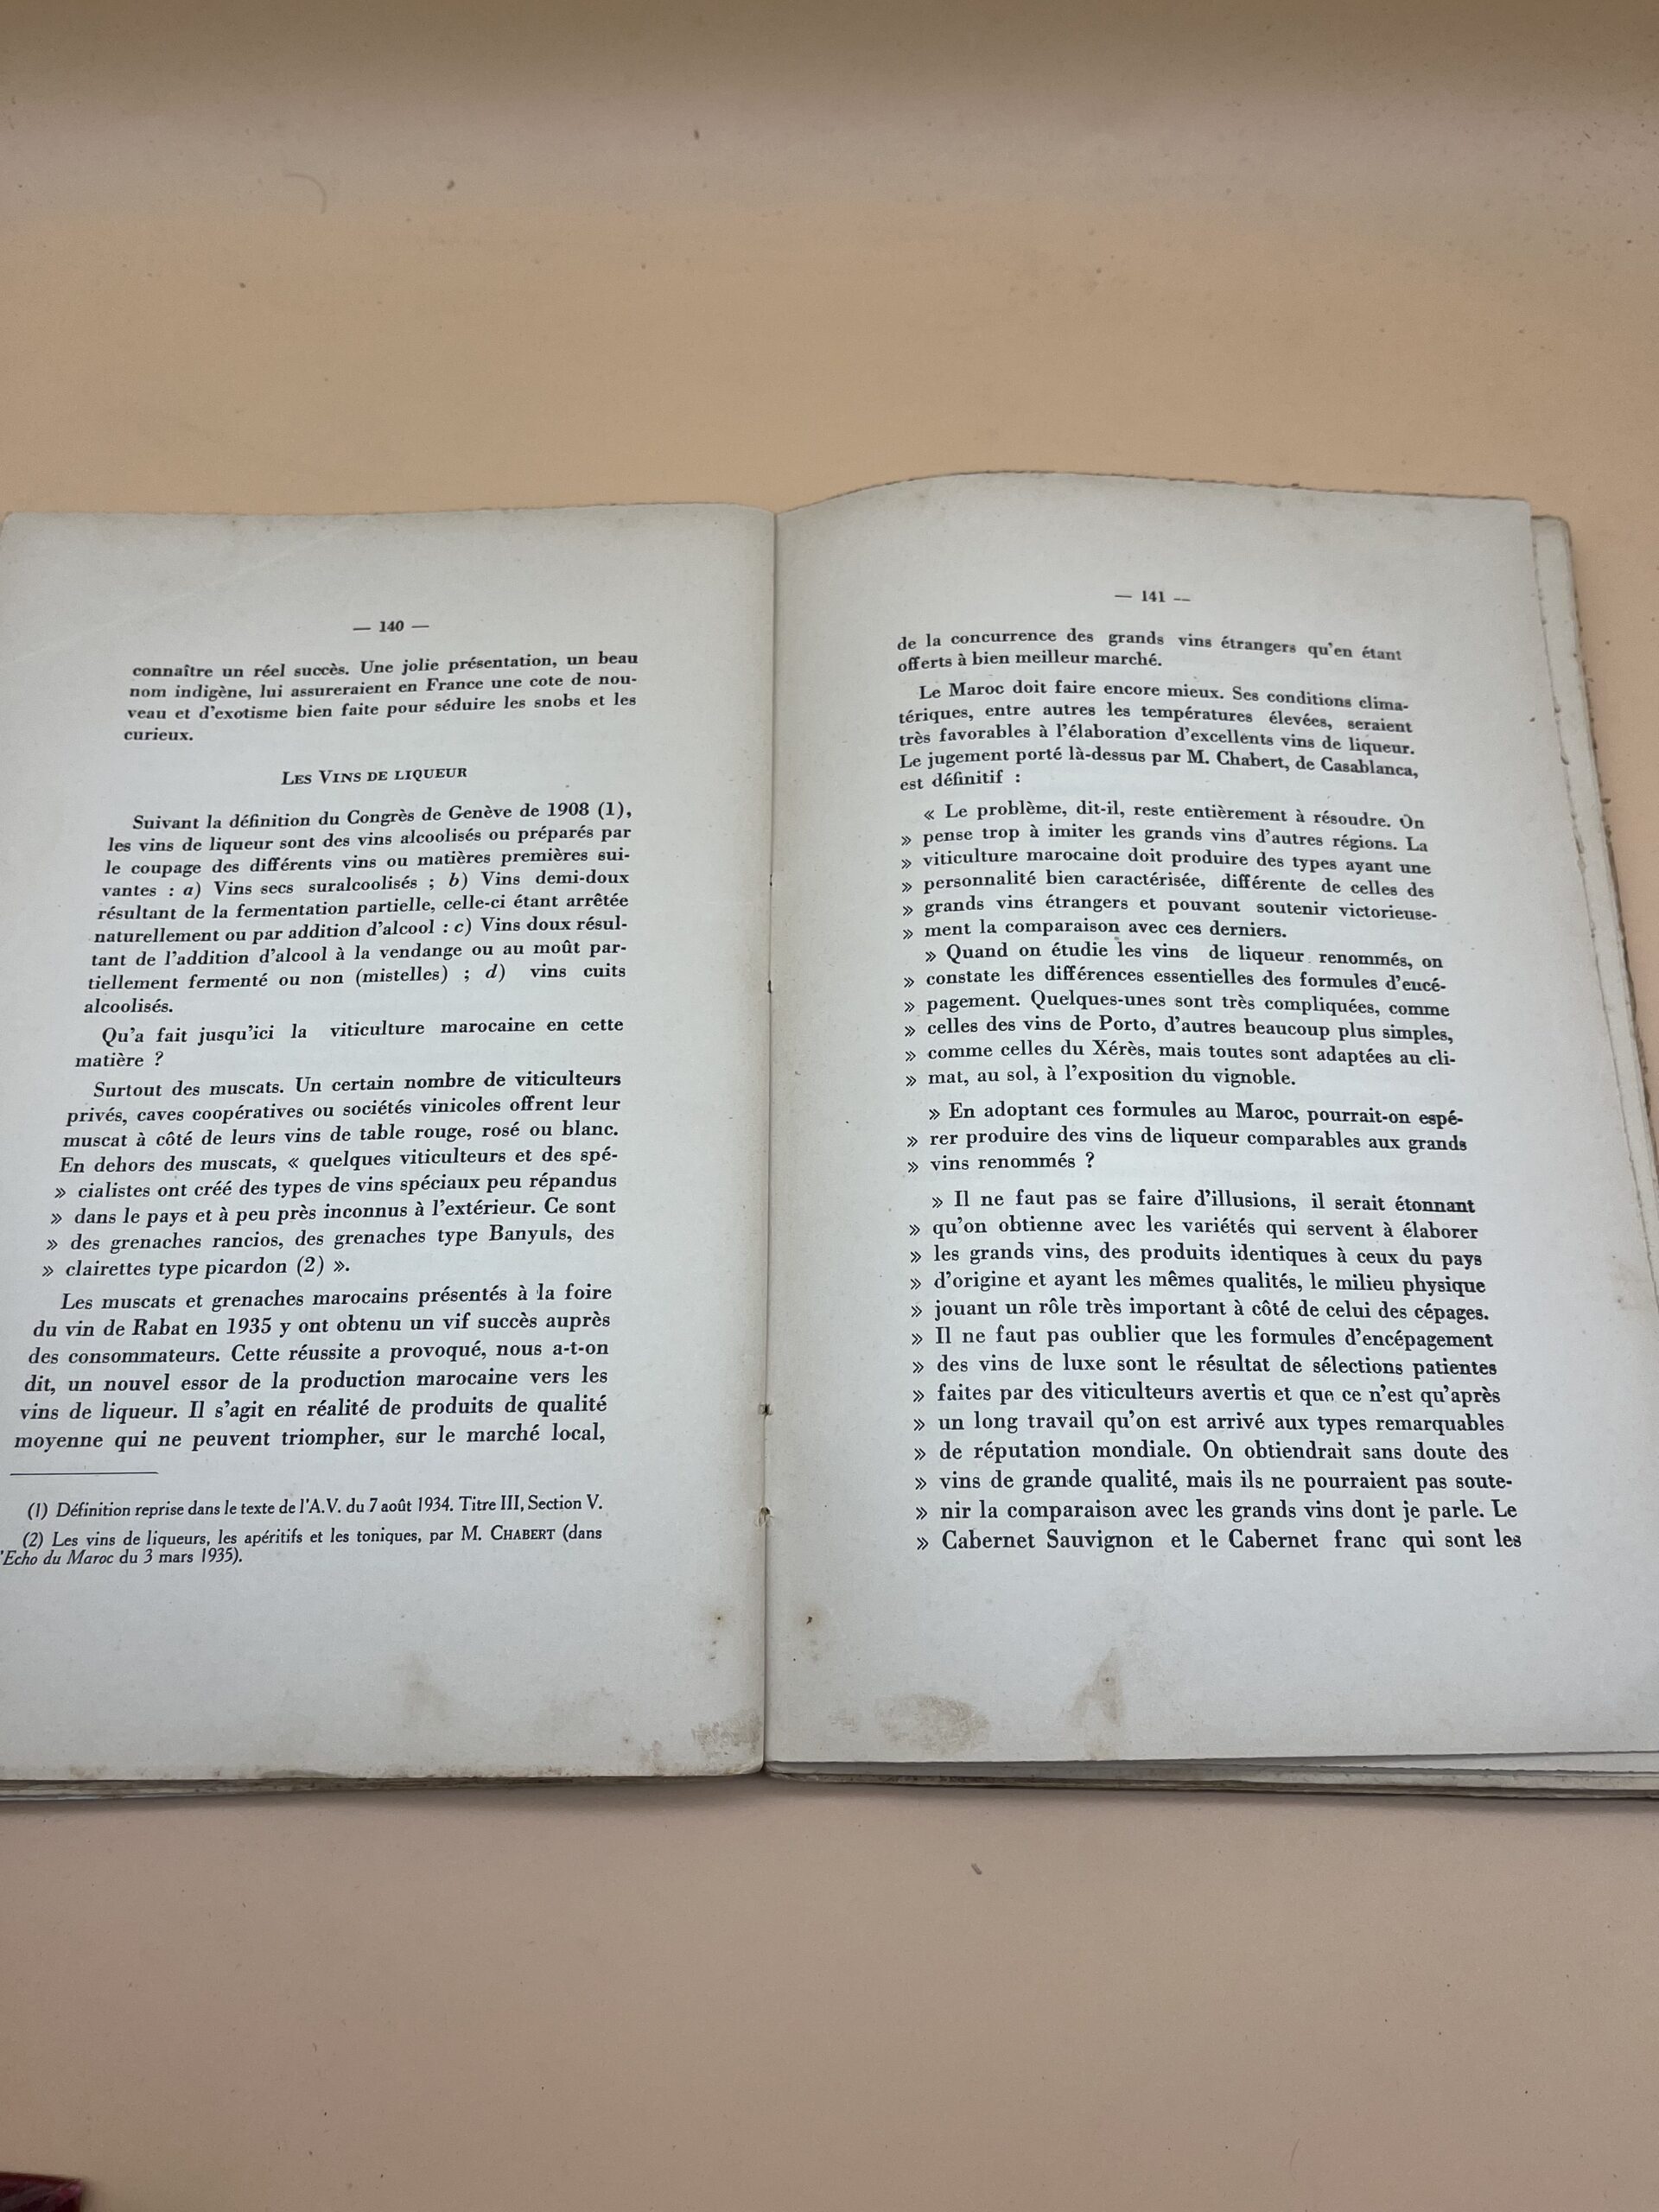 — 140 —
connaître un réel succès. Une jolie présentation, un beau
nom indigène, lui assureraient en France une cote de nou-
veau et d'exotisme bien faite pour séduire les snobs et les
curieux.
LES VINS DE LIQUEUR
Suivant la définition du Congrès de Genève de 1908 (1),
les vins de liqueur sont des vins alcoolisés ou préparés par
le coupage des différents vins ou matières premières sui-
vantes : a) Vins secs suralcoolisés ; b) Vins demi-doux
résultant de la fermentation partielle, celle-ci étant arrêtée
naturellement ou par addition d'alcool : c) Vins doux résul-
tant de l'addition d'alcool à la vendange ou au moût par-
tiellement fermenté ou non (mistelles) ; d) vins cuits
alcoolisés.
Qu'a fait jusqu'ici la viticulture marocaine en cette
matière ?
Surtout des muscats. Un certain nombre de viticulteurs
privés, caves coopératives ou sociétés vinicoles offrent leur
muscat à côté de leurs vins de table rouge, rosé ou blanc.
En dehors des muscats, « quelques viticulteurs et des spé-
» cialistes ont créé des types de vins spéciaux peu répandus
» dans le pays et à peu près inconnus à l'extérieur. Ce sont
» des grenaches rancios, des grenaches type Banyuls, des
» clairettes type picardon (2) ».
Les muscats et grenaches marocains présentés à la foire
du vin de Rabat en 1935 y ont obtenu un vif succès auprès
des consommateurs. Cette réussite a provoqué, nous a-t-on
dit, un nouvel essor de la production marocaine vers les
vins de liqueur. Il s'agit en réalité de produits de qualité
moyenne qui ne peuvent triompher, sur le marché local,
(1) Définition reprise dans le texte de l'A.V. du 7 août 1934. Titre III, Section V.
(2) Les vins de liqueurs, les apéritifs et les toniques, par M. CHABERT (dans
'Echo du Maroc du 3 mars 1935).
— 141 —
de la concurrence des grands vins étrangers qu'en étant
offerts à bien meilleur marché.
Le Maroc doit faire encore mieux. Ses conditions clima-
tériques, entre autres les températures élevées, seraient
très favorables à l'élaboration d'excellents vins de liqueur.
Le jugement porté là-dessus par M. Chabert, de Casablanca,
est définitif :
« Le problème, dit-il, reste entièrement à résoudre. On
» pense trop à imiter les grands vins d'autres régions. La
» viticulture marocaine doit produire des types ayant une
» personnalité bien caractérisée, différente de celles des
» grands vins étrangers et pouvant soutenir victorieuse-
» ment la comparaison avec ces derniers.
» Quand on étudie les vins de liqueur renommés, on
» constate les différences essentielles des formules d'encé-
» pagement. Quelques-unes sont très compliquées, comme
» celles des vins de Porto, d'autres beaucoup plus simples,
» comme celles du Xérès, mais toutes sont adaptées au cli-
» mat, au sol, à l'exposition du vignoble.
» En adoptant ces formules au Maroc, pourrait-on espé-
» rer produire des vins de liqueur comparables aux grands
» vins renommés ?
» Il ne faut pas se faire d'illusions, il serait étonnant
» qu'on obtienne avec les variétés qui servent à élaborer
» les grands vins, des produits identiques à ceux du pays
» d'origine et ayant les mêmes qualités, le milieu physique
» jouant un rôle très important à côté de celui des cépages.
» Il ne faut pas oublier que les formules d'encépagement
» des vins de luxe sont le résultat de sélections patientes
» faites par des viticulteurs avertis et que ce n'est qu'après
» un long travail qu'on est arrivé aux types remarquables
» de réputation mondiale. On obtiendrait sans doute des
» vins de grande qualité, mais ils ne pourraient pas soute-
» nir la comparaison avec les grands vins dont je parle. Le
» Cabernet Sauvignon et le Cabernet franc qui sont les